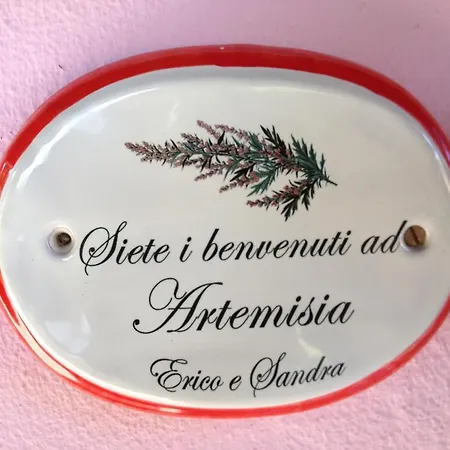 Siete i benvenuti ad
Artemisia
Erico e Sandra